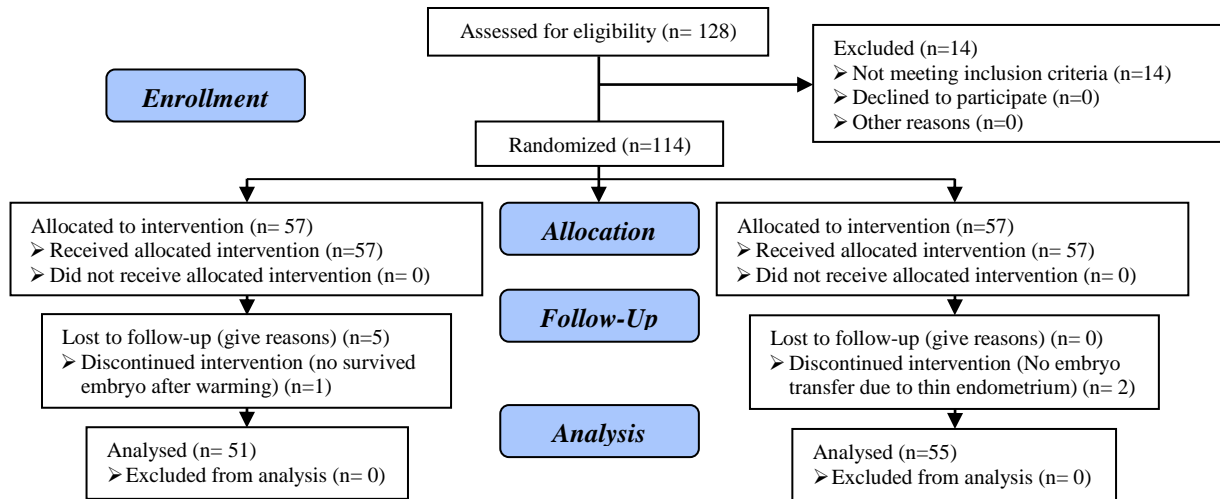 Assessed for eligibility (n= 128)
Excluded (n=14)
➢ Not meeting inclusion criteria (n=14)
➢ Declined to participate (n=0)
➢ Other reasons (n=0)
Enrollment
Randomized (n=114)
Allocated to intervention (n= 57)
➢ Received allocated intervention (n=57)
➢ Did not receive allocated intervention (n= 0)
Allocation
Allocated to intervention (n=57)
➢ Received allocated intervention (n= 57)
➢ Did not receive allocated intervention (n= 0)
Follow-Up
Lost to follow-up (give reasons) (n=5)
➢ Discontinued intervention (no survived
embryo after warming) (n=1)
Lost to follow-up (give reasons) (n= 0)
➢ Discontinued intervention (No embryo
transfer due to thin endometrium) (n= 2)
Analysis
Analysed (n= 51)
➢ Excluded from analysis (n= 0)
Analysed (n=55)
➢ Excluded from analysis (n= 0)